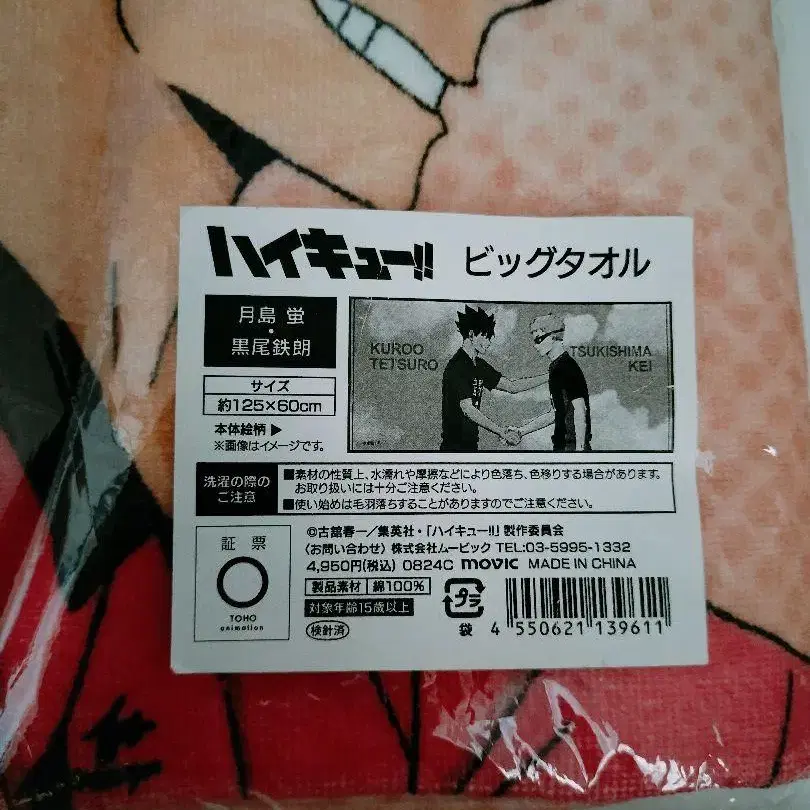 ハイキュー!! ビッグタオル
月島 蛍
・
黒尾鉄朗
サイズ
約125×60cm
本体絵柄▶
※画像はイメージです。
KUROO
TETSURO
TSUKISHIMA
KEI
洗濯の際の
ご注意
■素材の性質上、水濡れや摩擦などにより色落ち、色移りする場合があります。
お取り扱いには十分ご注意ください。
■使い始めは毛羽落ちすることがありますのでご注意ください。
証 票
TOHO
animation
©古舘春一/集英社・「ハイキュー!!」製作委員会
〈お問い合わせ〉株式会社ムービック TEL:03-5995-1332
4,950円(税込) 0824C movic MADE IN CHINA
製品素材 綿100%
対象年齢15歳以上
検針済
プラ
袋
4 550621 139611